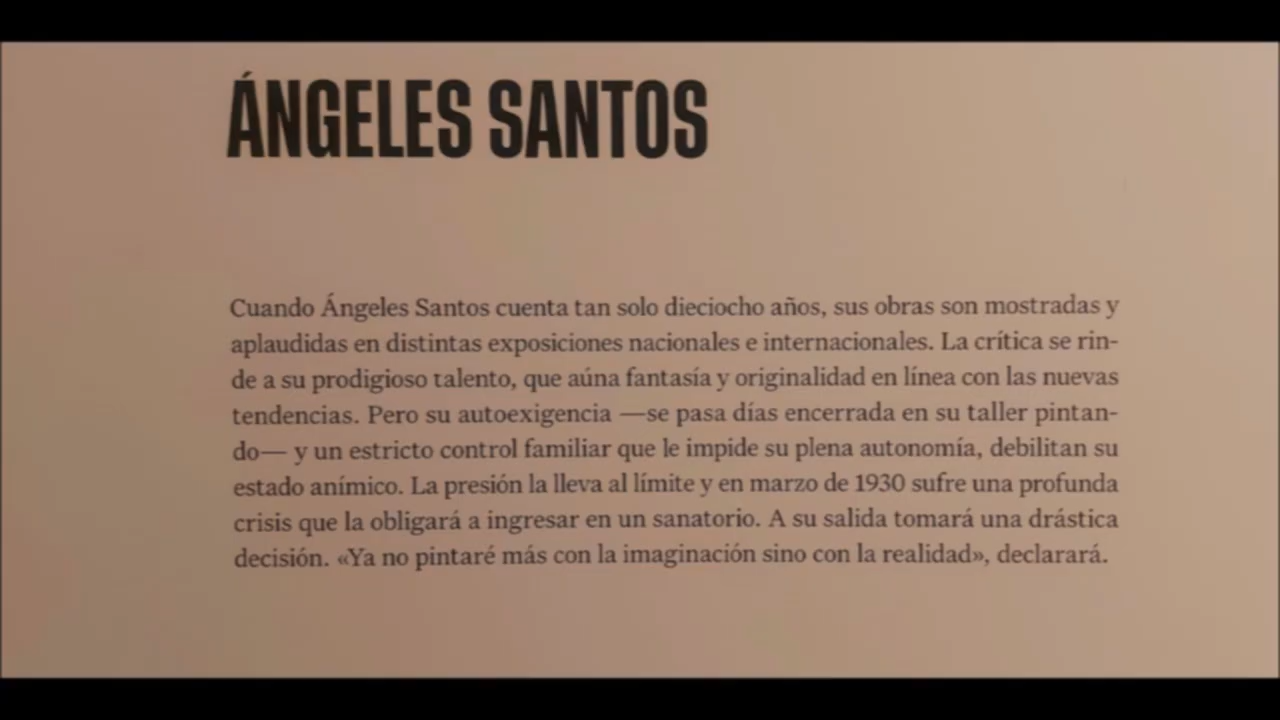 ÁNGELES SANTOS
Cuando Ángeles Santos cuenta tan solo dieciocho años, sus obras son mostradas y
aplaudidas en distintas exposiciones nacionales e internacionales. La crítica se rin-
de a su prodigioso talento, que aúna fantasía y originalidad en línea con las nuevas
tendencias. Pero su autoexigencia —se pasa días encerrada en su taller pintan-
do— y un estricto control familiar que le impide su plena autonomía, debilitan su
estado anímico. La presión la lleva al límite y en marzo de 1930 sufre una profunda
crisis que la obligará a ingresar en un sanatorio. A su salida tomará una drástica
decisión. «Ya no pintaré más con la imaginación sino con la realidad», declarará.